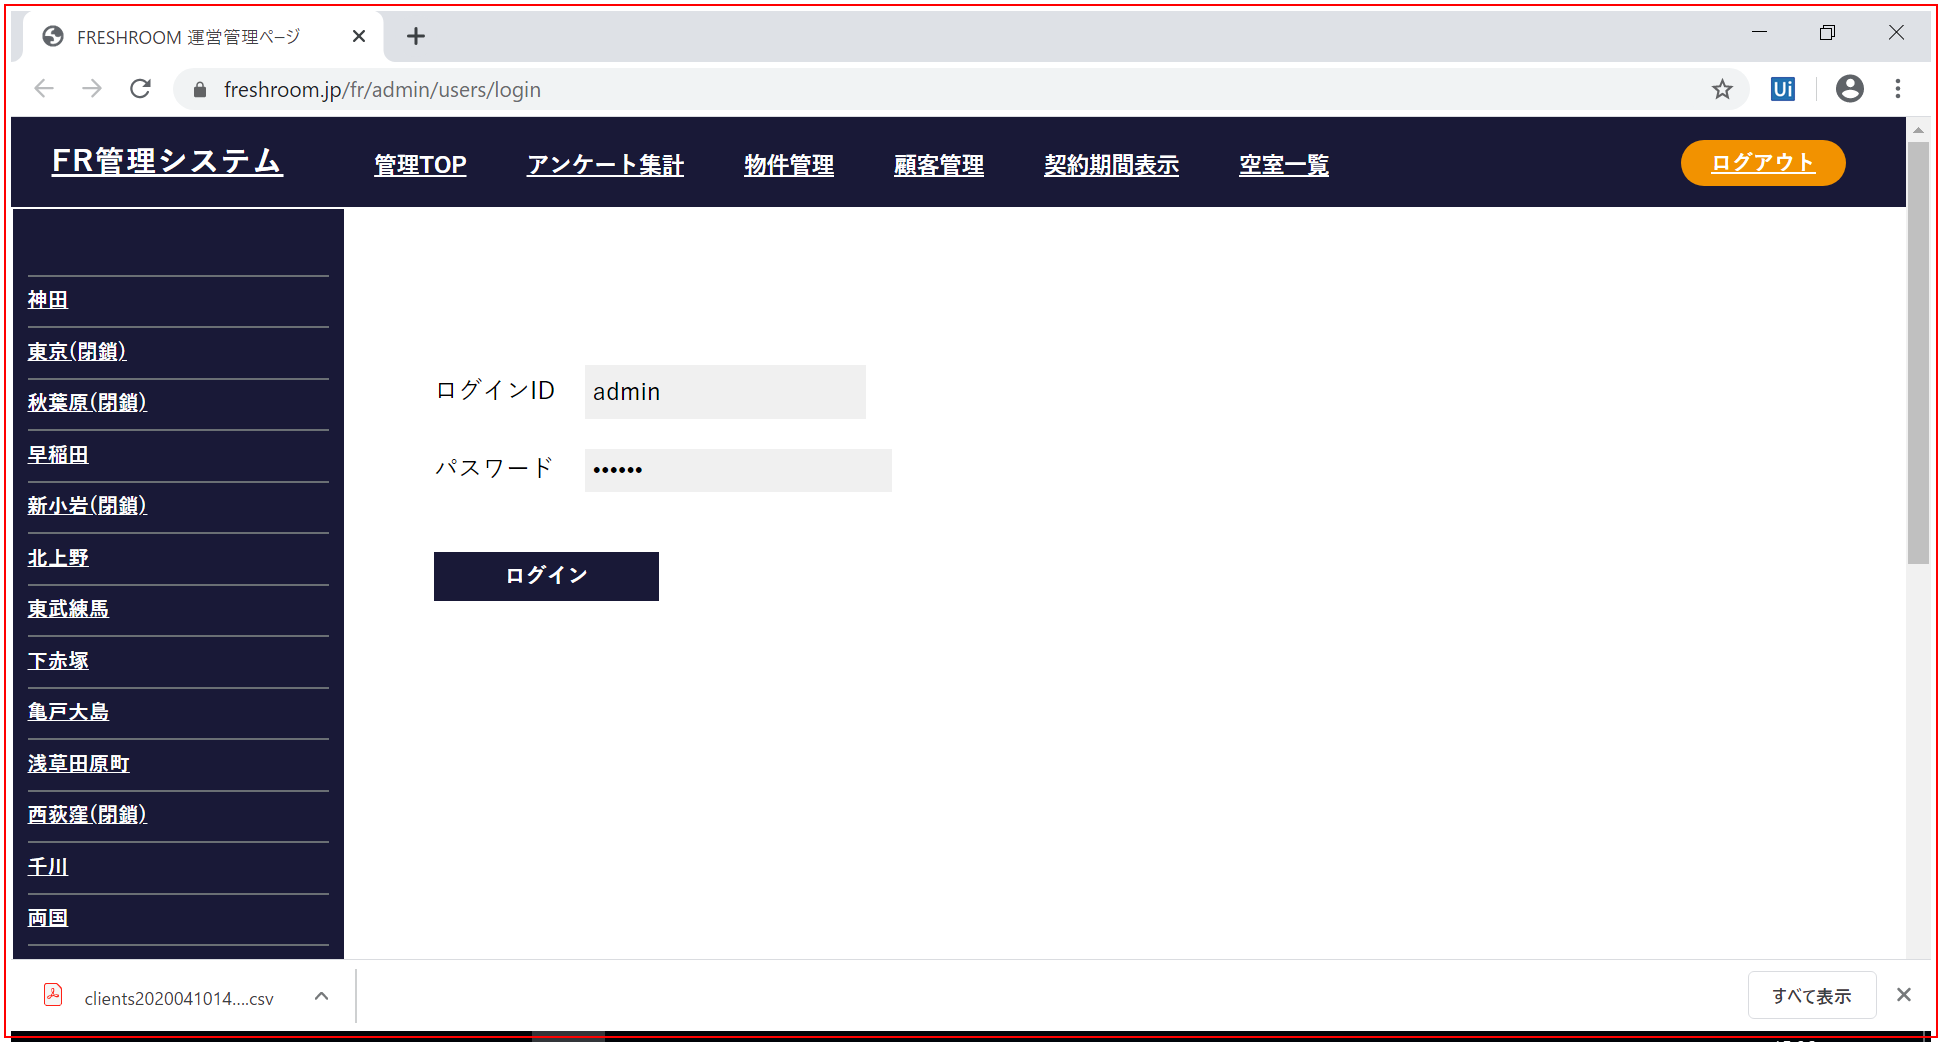 FRESHROOM 運営管理ページ
freshroom.jp/fr/admin/users/login
Ui
FR管理システム 管理TOP アンケート集計 物件管理 顧客管理 契約期間表示 空室一覧 ログアウト
神田
東京(閉鎖)
秋葉原(閉鎖)
早稲田
新小岩(閉鎖)
北上野
東武練馬
下赤塚
亀戸大島
浅草田原町
西荻窪(閉鎖)
千川
両国
ログインID admin
パスワード ••••••
ログイン
clients2020041014....csv
すべて表示